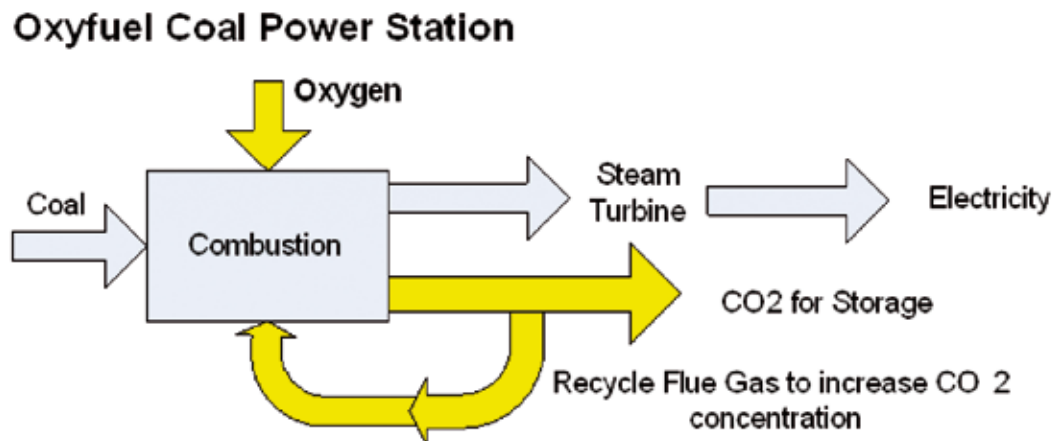 Oxyfuel Coal Power Station
Oxygen
Coal
Combustion
Steam
Turbine
Electricity
CO2 for Storage
Recycle Flue Gas to increase CO 2
concentration